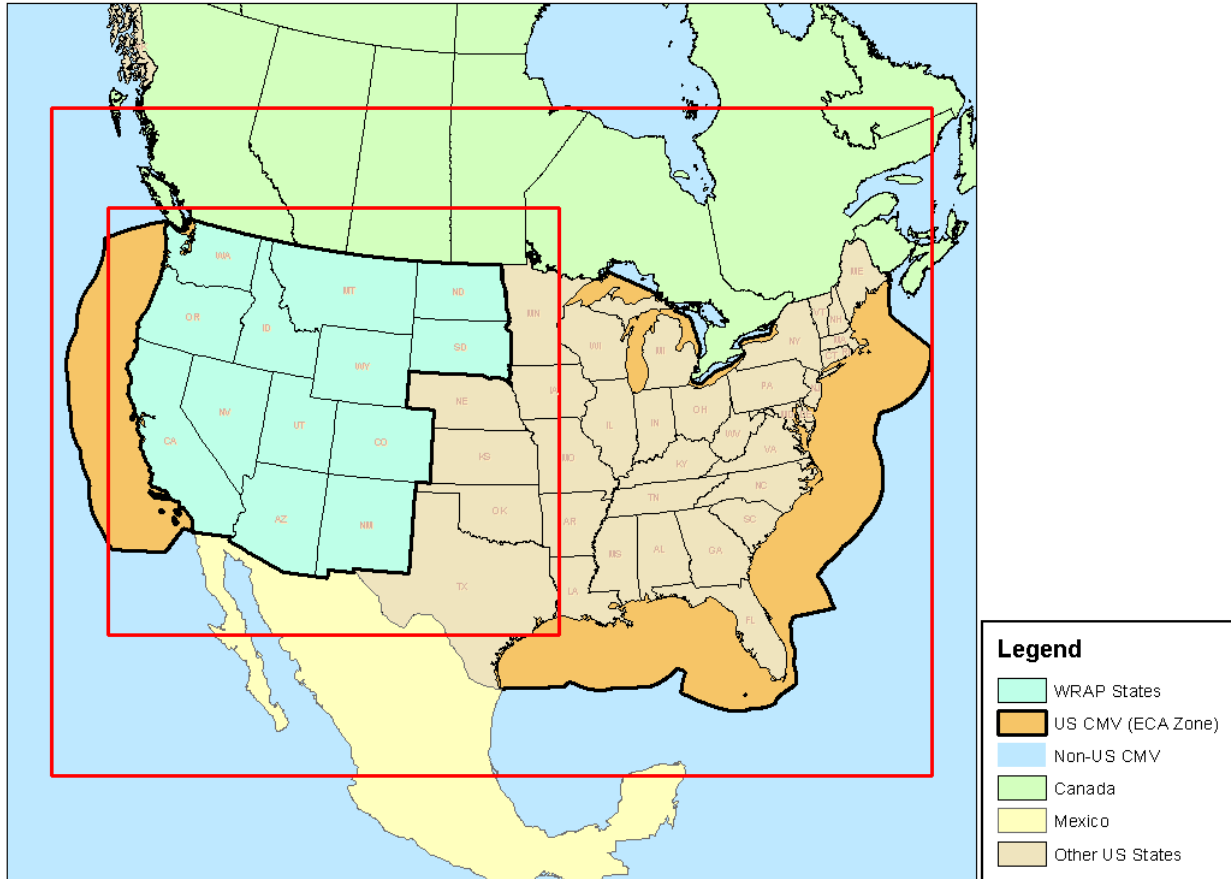 WA
MT
ND
ME
OR
ID
MN
VT
NH
SD
WI
MI
NY
MA
WY
CT
IA
PA
NE
NV
UT
CO
IL
IN
OH
WV
CA
KS
MO
KY
VA
TN
NC
AZ
NM
OK
AR
SC
MS
AL
GA
TX
LA
FL
Legend
WRAP States
US CMV (ECA Zone)
Non-US CMV
Canada
Mexico
Other US States